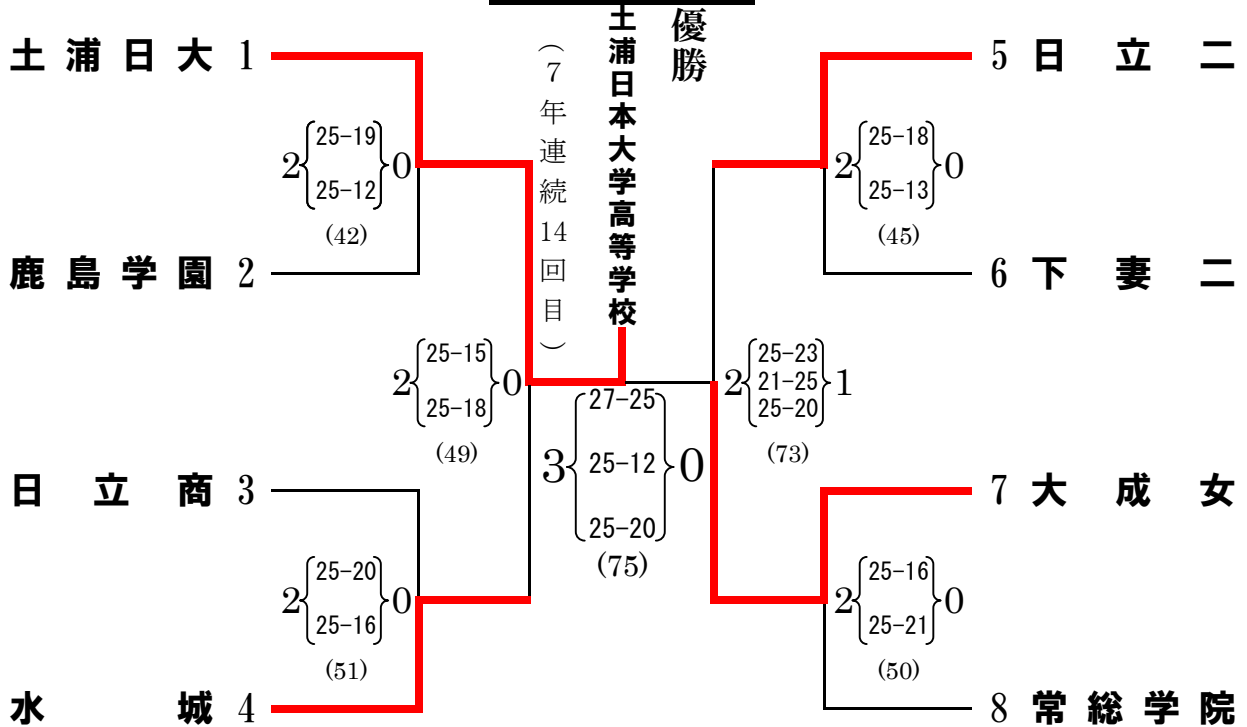 優勝
土浦日本大学高等学校
（7年連続14回目）
土浦日大 1
2 25-19 0
25-12
(42)
鹿島学園 2
2 25-15 0
25-18
(49)
日立商 3
2 25-20 0
25-16
(51)
水城 4
27-25
3 25-12 0
25-20
(75)
5 日立二
2 25-18 0
25-13
(45)
6 下妻二
25-23
2 21-25 1
25-20
(73)
7 大成女
2 25-16 0
25-21
(50)
8 常総学院